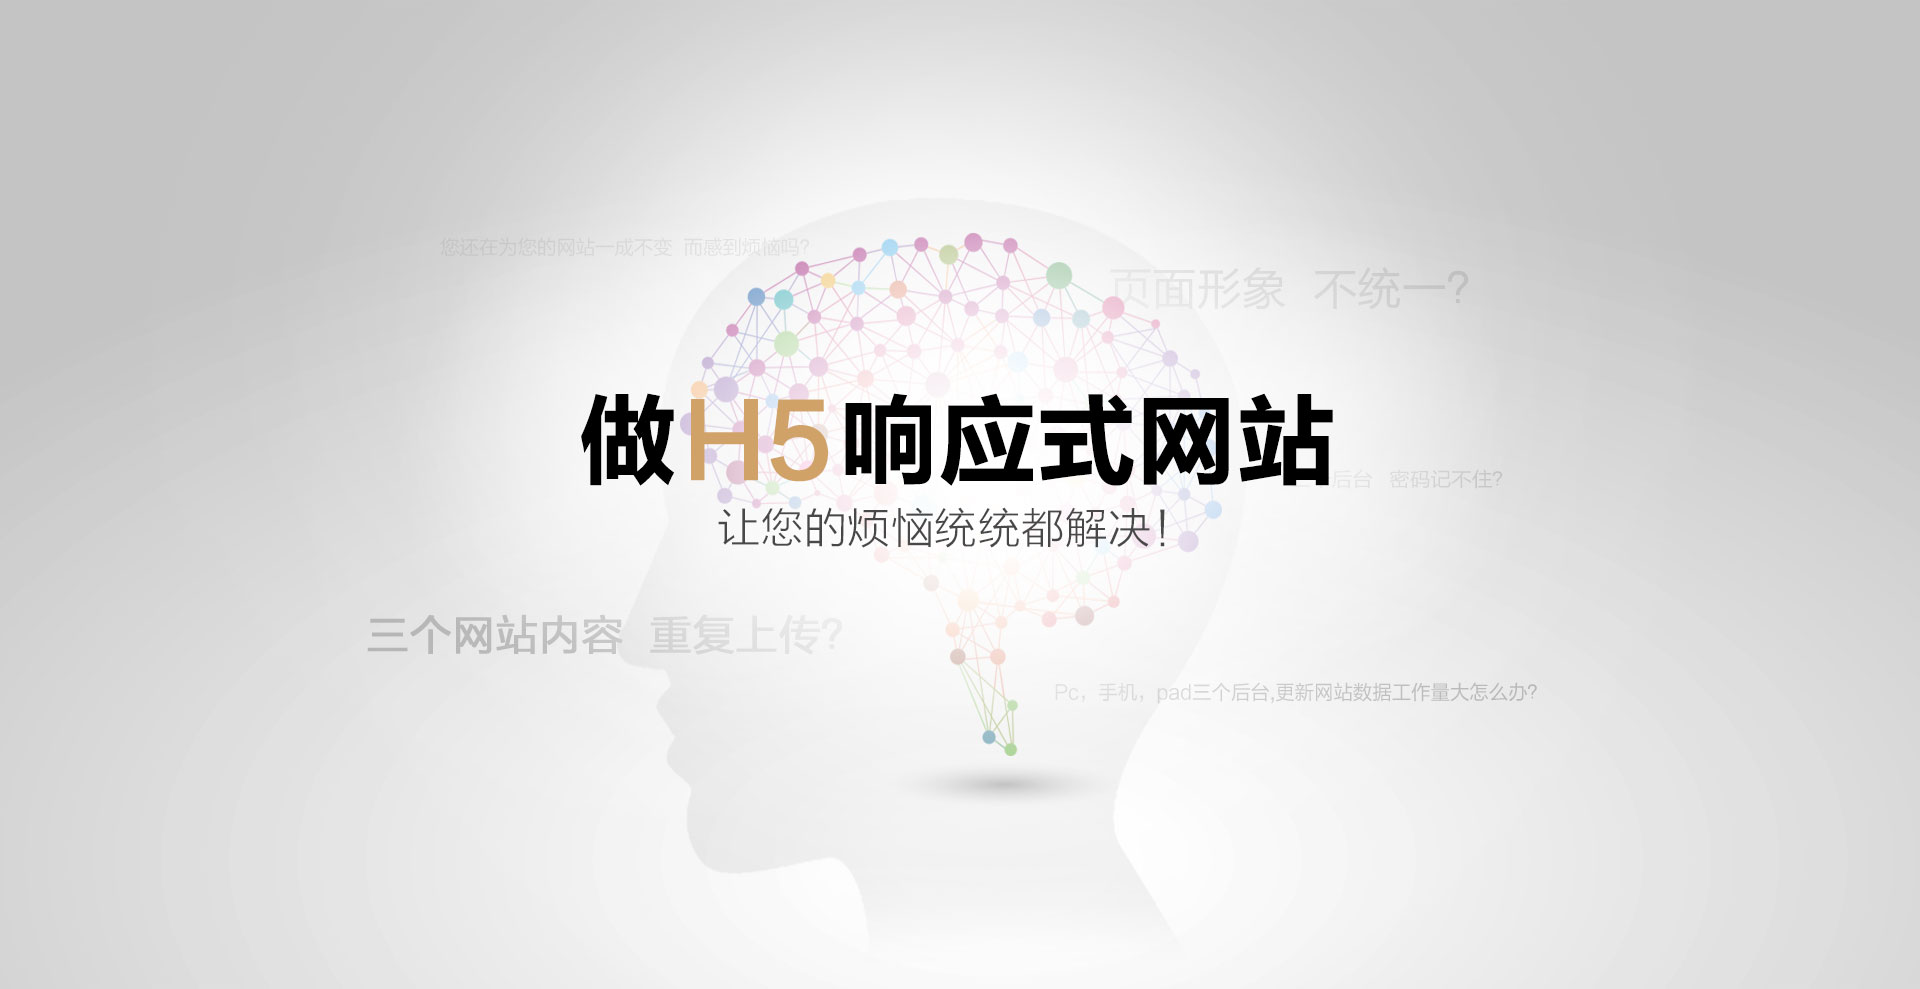 您还在为您的网站一成不变 而感到烦恼吗?
页面形象 不统一?
做H5响应式网站
后台 密码记不住?
让您的烦恼统统都解决!
三个网站内容 重复上传?
Pc，手机，pad三个后台,更新网站数据工作量大怎么办?